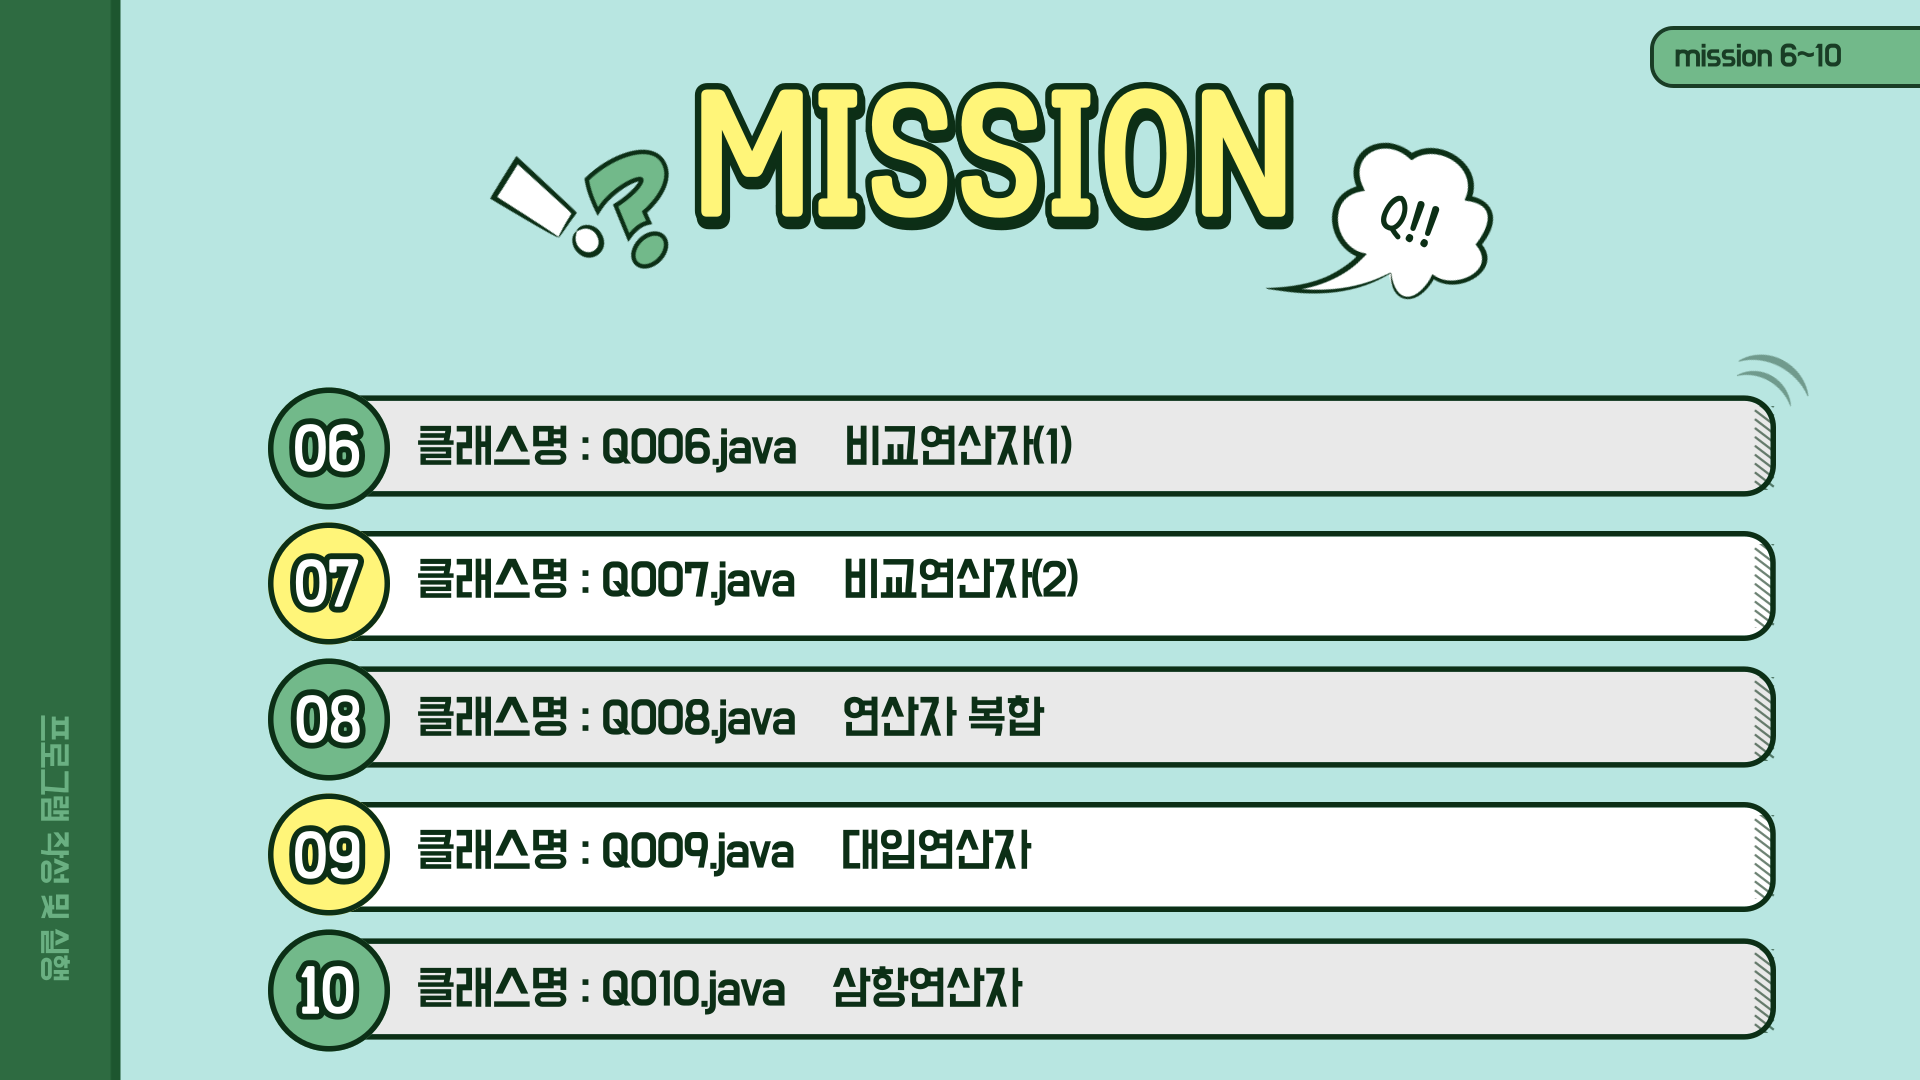 mission 6~10
MISSION
Q!!
06 클래스명 : Q006.java 비교연산자(1)
07 클래스명 : Q007.java 비교연산자(2)
08 클래스명 : Q008.java 연산자 복합
09 클래스명 : Q009.java 대입연산자
10 클래스명 : Q010.java 삼항연산자
프로그램 작성 및 실행